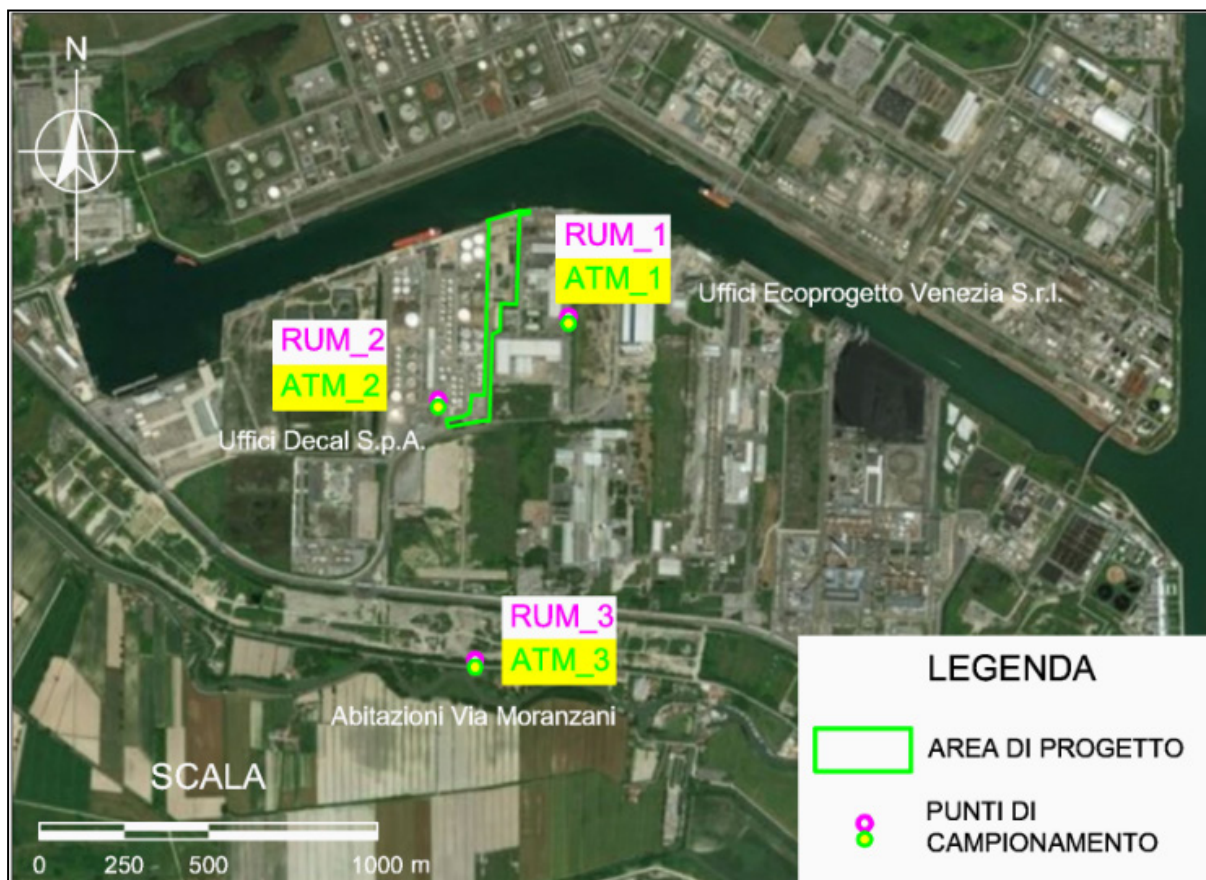 N
RUM_1
ATM_1
Uffici Ecoprogetto Venezia S.r.l.
RUM_2
ATM_2
Uffici Decal S.p.A.
RUM_3
ATM_3
Abitazioni Via Moranzani
SCALA
0 250 500 1000 m
LEGENDA
AREA DI PROGETTO
PUNTI DI
CAMPIONAMENTO